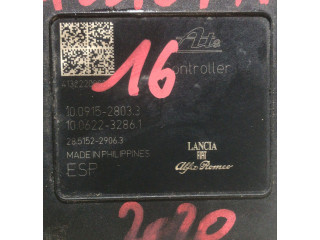 Ate
16
ontroller
10.0915-2803.3
10.0622-3286.1
28.5152-2906.3
MADE IN PHILIPPINES
ESP
LANCIA
FIAT
Alfa Romeo
2020